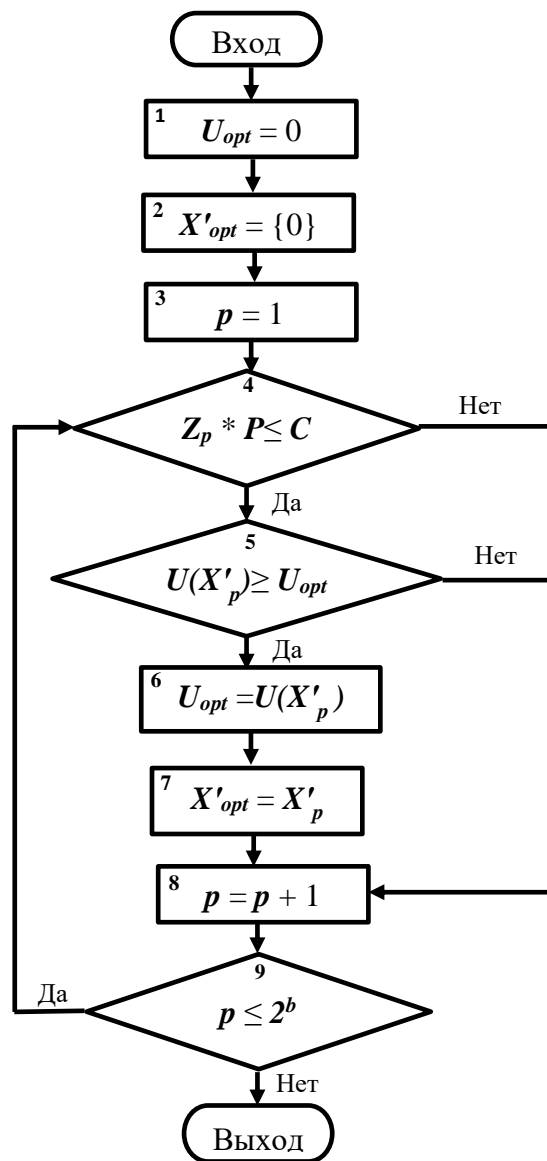 Вход
1
U_opt = 0
2
X'_opt = {0}
3
p = 1
4
Z_p * P ≤ C
Нет
Да
5
U(X'_p) ≥ U_opt
Нет
Да
6
U_opt = U(X'_p)
7
X'_opt = X'_p
8
p = p + 1
9
Да
p ≤ 2^b
Нет
Выход